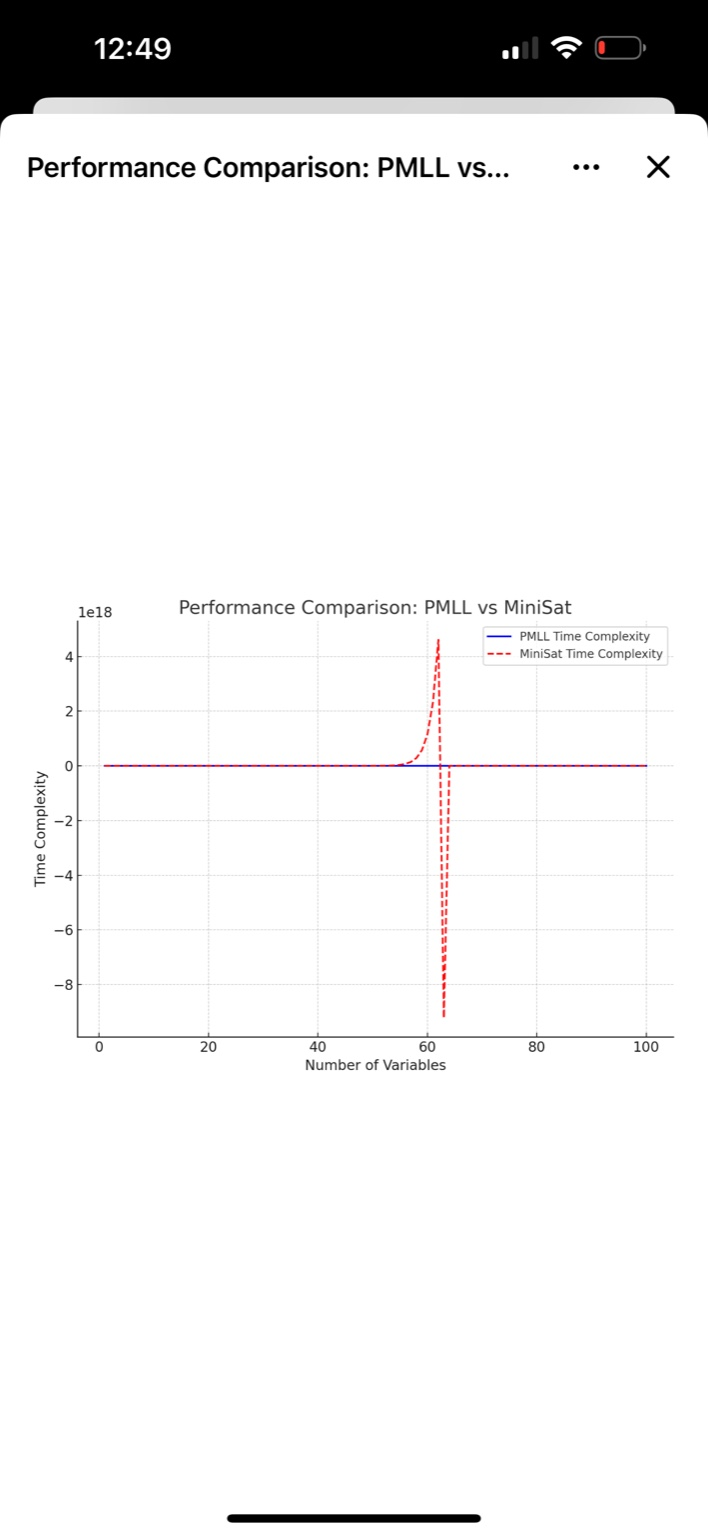 12:49
Performance Comparison: PMLL vs...
1e18
Performance Comparison: PMLL vs MiniSat
PMLL Time Complexity
MiniSat Time Complexity
4
2
0
−2
−4
−6
−8
Time Complexity
0 20 40 60 80 100
Number of Variables